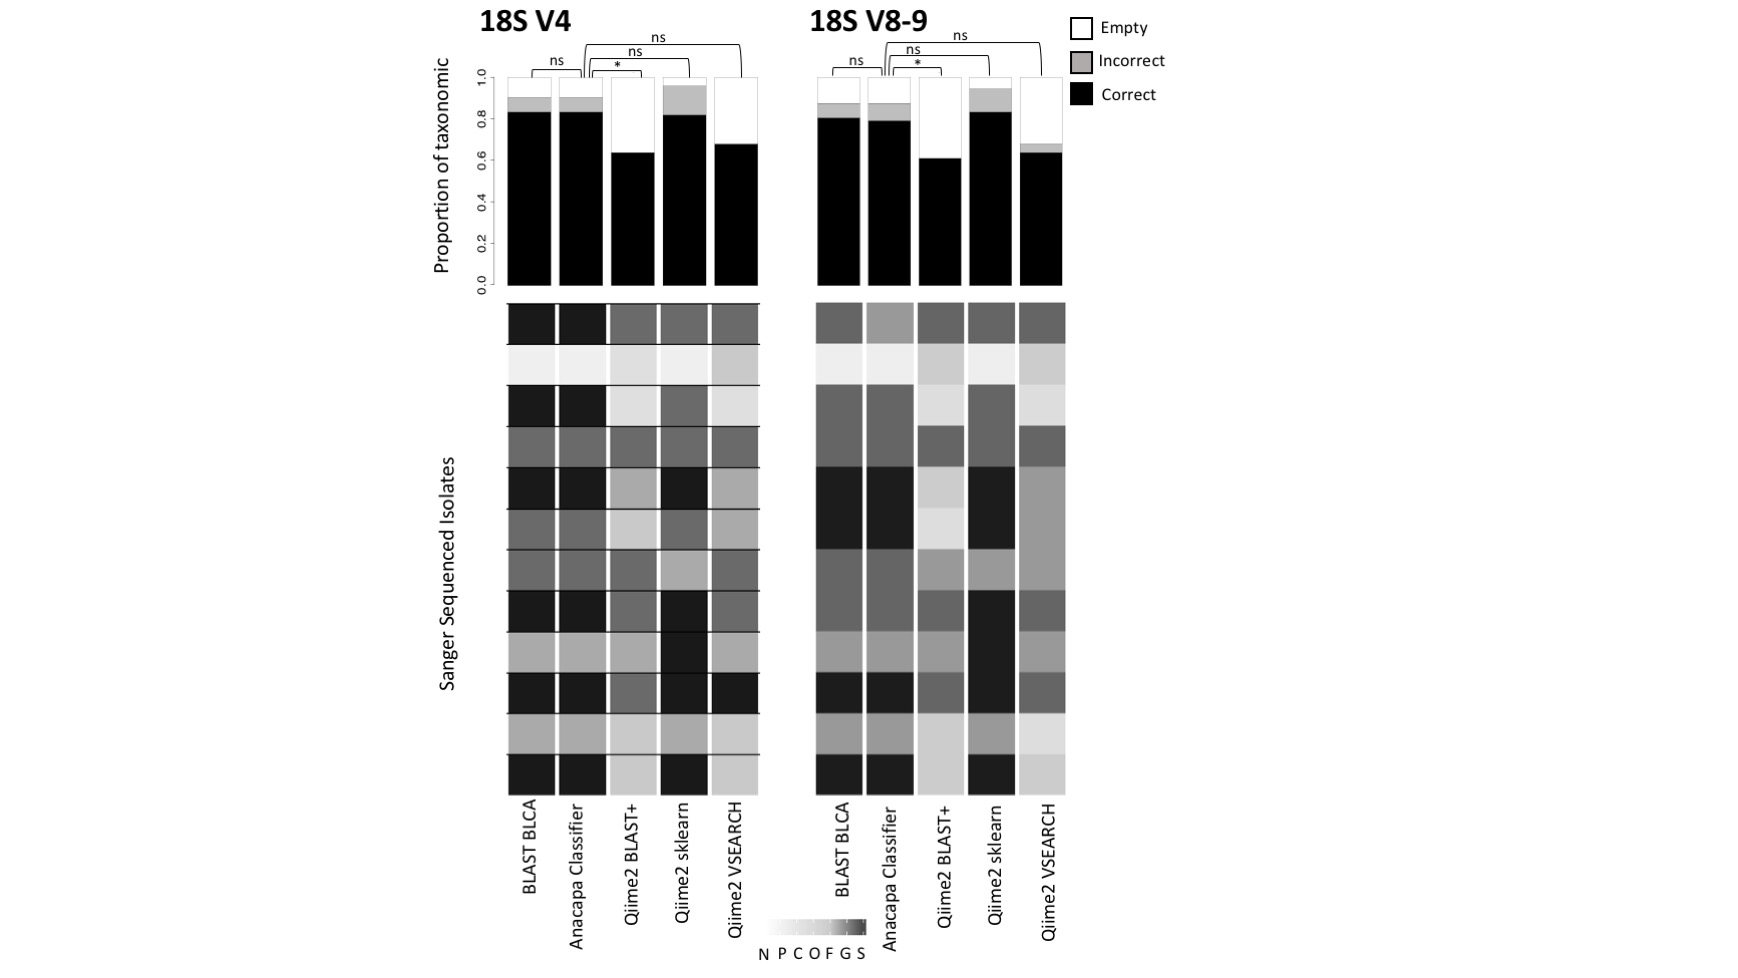 18S V4
18S V8-9
Empty
Incorrect
Correct
ns
ns
ns
*
ns
ns
ns
*
Proportion of taxonomic
1.0
0.8
0.6
0.4
0.2
0.0
Sanger Sequenced Isolates
BLAST BLCA
Anacapa Classifier
Qiime2 BLAST+
Qiime2 sklearn
Qiime2 VSEARCH
BLAST BLCA
Anacapa Classifier
Qiime2 BLAST+
Qiime2 sklearn
Qiime2 VSEARCH
N P C O F G S